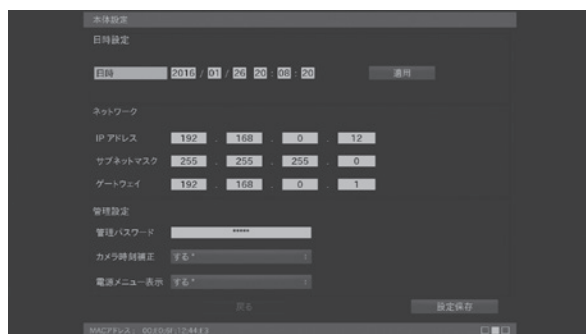 本体設定
日時設定
日時 2016 / 01 / 26 20 : 08 : 20 適用
ネットワーク
IP アドレス 192 . 168 . 0 . 12
サブネットマスク 255 . 255 . 255 . 0
ゲートウェイ 192 . 168 . 0 . 1
管理設定
管理パスワード *****
カメラ時刻補正 する *
電源メニュー表示 する *
戻る 設定保存
MACアドレス :